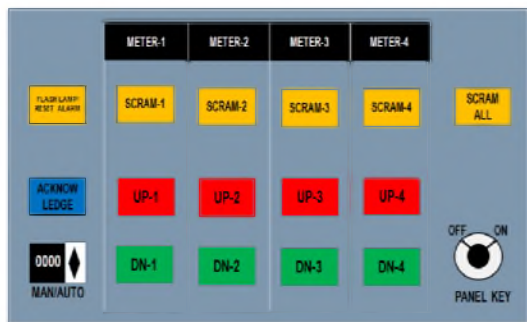 METER-1 METER-2 METER-3 METER-4
FLASH LAMP/
RESET ALARM
SCRAM-1 SCRAM-2 SCRAM-3 SCRAM-4
SCRAM
ALL
ACKNOW
LEDGE
UP-1 UP-2 UP-3 UP-4
OFF ON
0000
DN-1 DN-2 DN-3 DN-4
MAN/AUTO
PANEL KEY